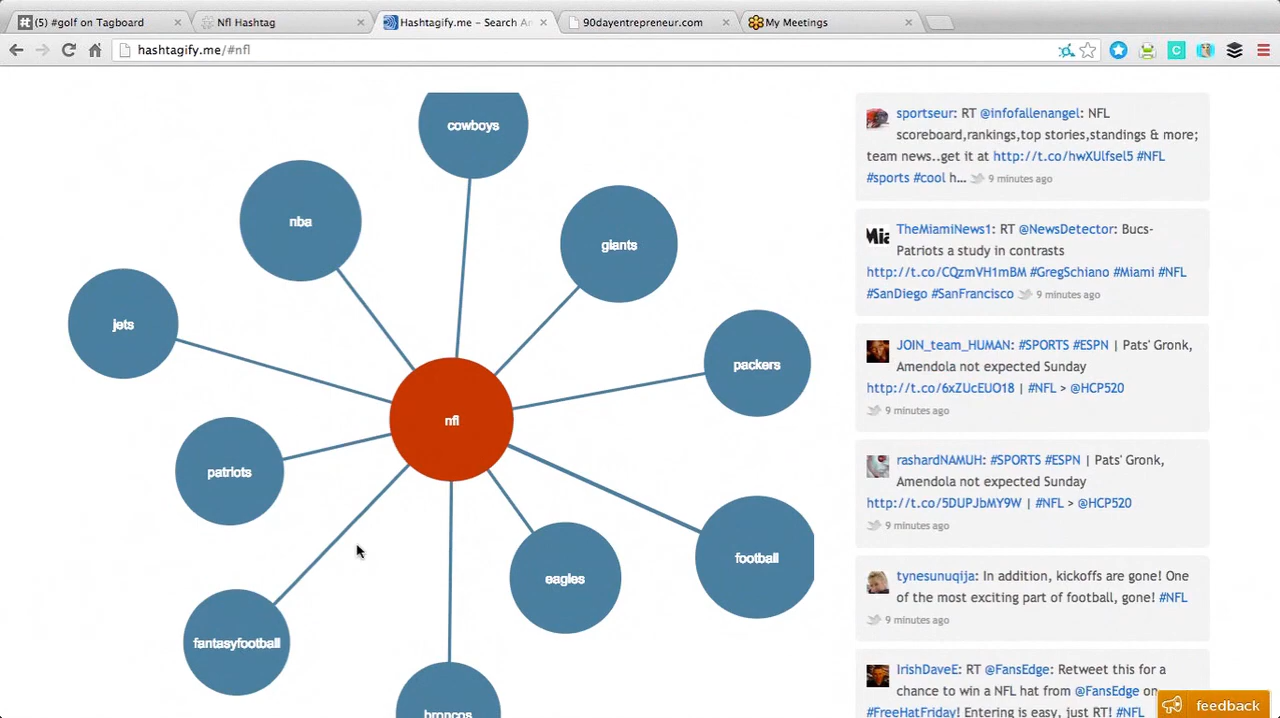 (5) #golf on Tagboard
Nfl Hashtag
Hashtagify.me – Search An
90dayentrepreneur.com
My Meetings
hashtagify.me/#nfl
cowboys
nba
giants
jets
packers
nfl
patriots
football
eagles
fantasyfootball
broncos
sportseur: RT @infofallenangel: NFL
scoreboard,rankings,top stories,standings & more;
team news..get it at http://t.co/hwXUlfsel5 #NFL
#sports #cool h... 9 minutes ago
Mia
TheMiamiNews1: RT @NewsDetector: Bucs-
Patriots a study in contrasts
http://t.co/CQzmVH1mBM #GregSchiano #Miami #NFL
#SanDiego #SanFrancisco 9 minutes ago
JOIN_team_HUMAN: #SPORTS #ESPN | Pats' Gronk,
Amendola not expected Sunday
http://t.co/6xZUcEUO18 | #NFL > @HCP520
9 minutes ago
rashardNAMUH: #SPORTS #ESPN | Pats' Gronk,
Amendola not expected Sunday
http://t.co/5DUPJbMY9W | #NFL > @HCP520
9 minutes ago
tynesunuqija: In addition, kickoffs are gone! One
of the most exciting part of football, gone! #NFL
9 minutes ago
IrishDaveE: RT @FansEdge: Retweet this for a
chance to win a NFL hat from @FansEdge on
#FreeHatFriday! Entering is easy, just RT! #NFL
feedback